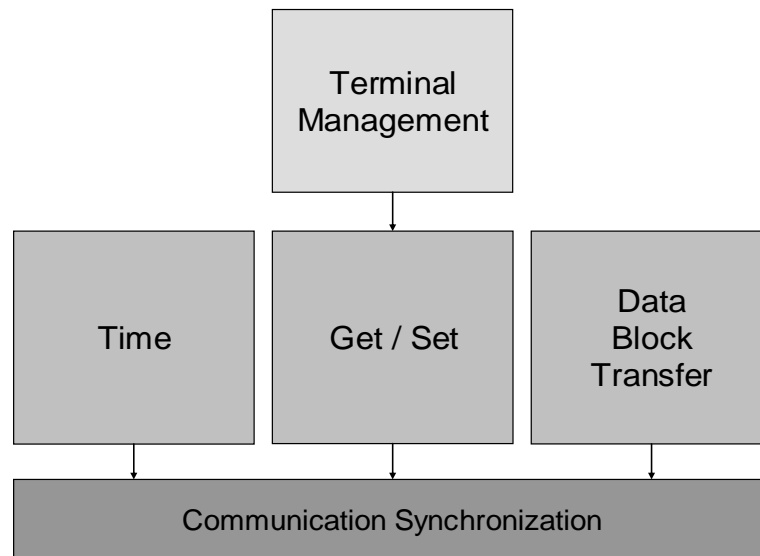 Terminal
Management
Time
Get / Set
Data
Block
Transfer
Communication Synchronization